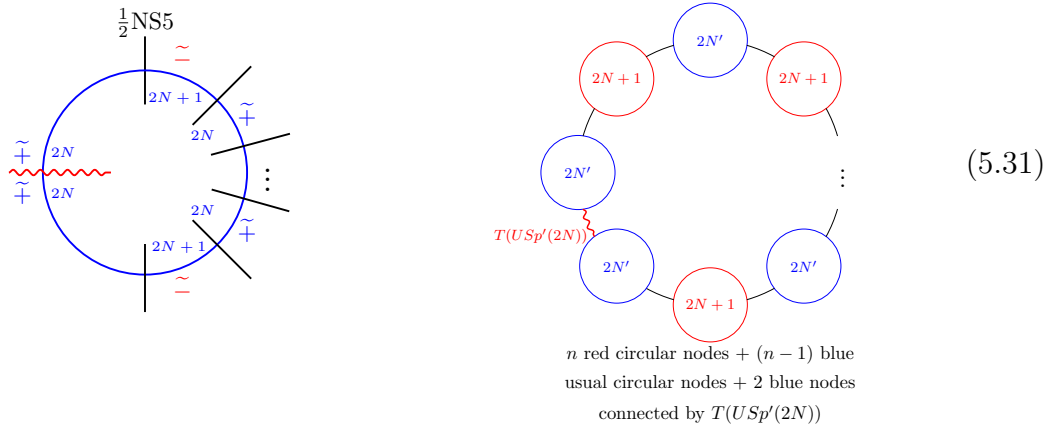 ½NS5
~
−
2N + 1
~
+
2N
~
+
2N
~
+
2N
⋮
2N
~
+
2N + 1
~
−
2N′
2N + 1
2N + 1
2N′
⋮
T(USp′(2N))
2N′
2N′
2N + 1
(5.31)
n red circular nodes + (n − 1) blue
usual circular nodes + 2 blue nodes
connected by T(USp′(2N))